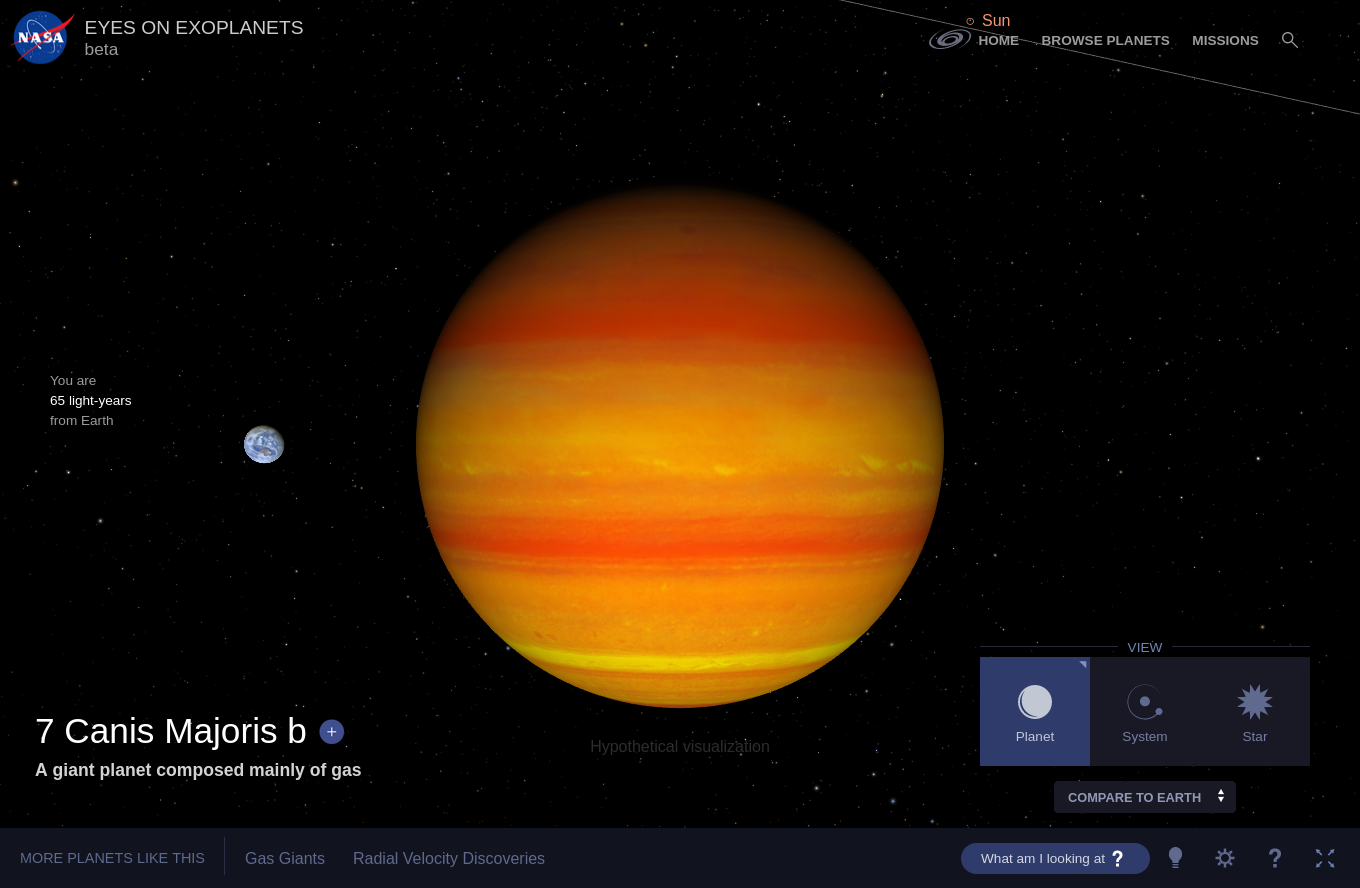 NASA
EYES ON EXOPLANETS
beta
Sun
HOME
BROWSE PLANETS
MISSIONS
You are
65 light-years
from Earth
7 Canis Majoris b +
A giant planet composed mainly of gas
Hypothetical visualization
VIEW
Planet
System
Star
COMPARE TO EARTH
MORE PLANETS LIKE THIS
Gas Giants
Radial Velocity Discoveries
What am I looking at ?
?